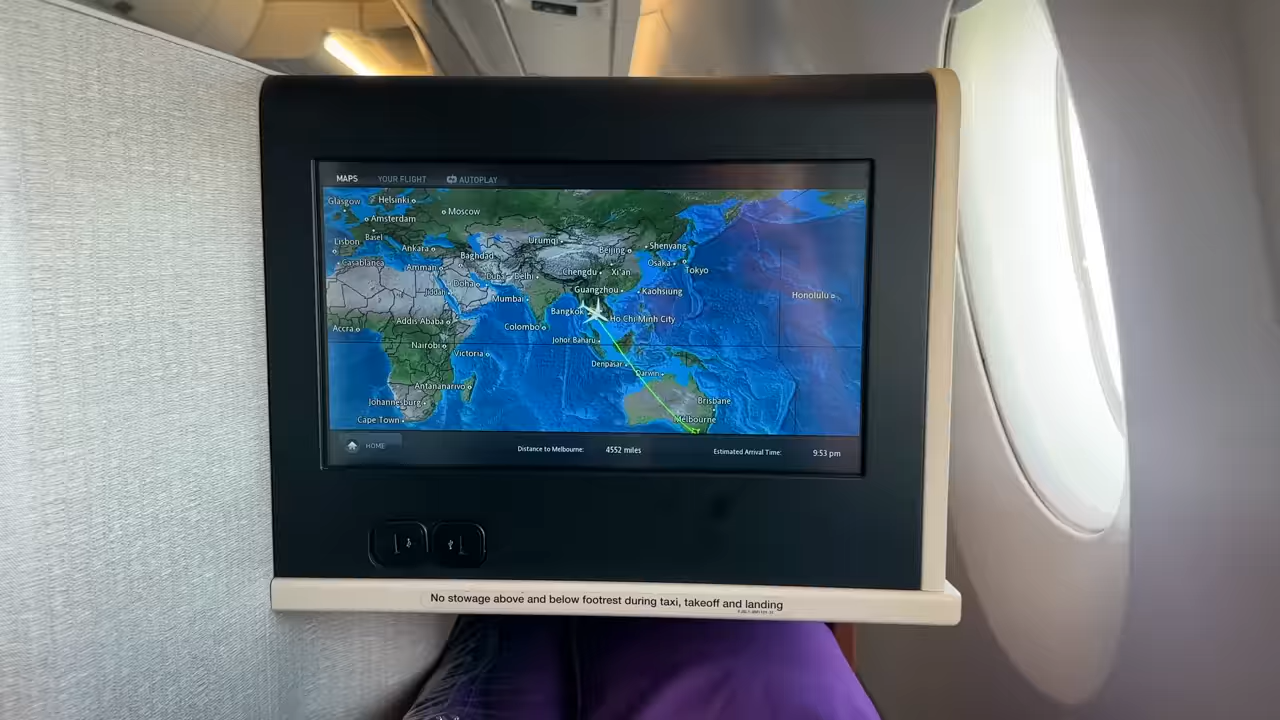 MAPS YOUR FLIGHT AUTOPLAY
Glasgow Helsinki
Amsterdam Moscow
Lisbon Basel Ankara Urumqi Beijing Shenyang
Casablanca Baghdad Osaka Tokyo
Amman Doha Dubai Delhi Chengdu Xi'an
Jeddah Mumbai Guangzhou Kaohsiung Honolulu
Accra Addis Ababa Colombo Bangkok Ho Chi Minh City
Nairobi Victoria Johor Baharu
Denpasar Darwin
Antananarivo
Johannesburg Brisbane
Cape Town Melbourne
HOME Distance to Melbourne: 4552 miles Estimated Arrival Time: 9:53 pm
No stowage above and below footrest during taxi, takeoff and landing